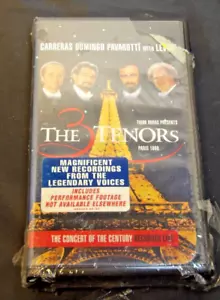 CARRERAS DOMINGO PAVAROTTI WITH LEVINE
TIBOR RUDAS PRESENTS
THE 3 TENORS
PARIS 1998
MAGNIFICENT
NEW RECORDINGS
FROM THE
LEGENDARY VOICES
INCLUDES
PERFORMANCE FOOTAGE
NOT AVAILABLE ELSEWHERE
THE CONCERT OF THE CENTURY